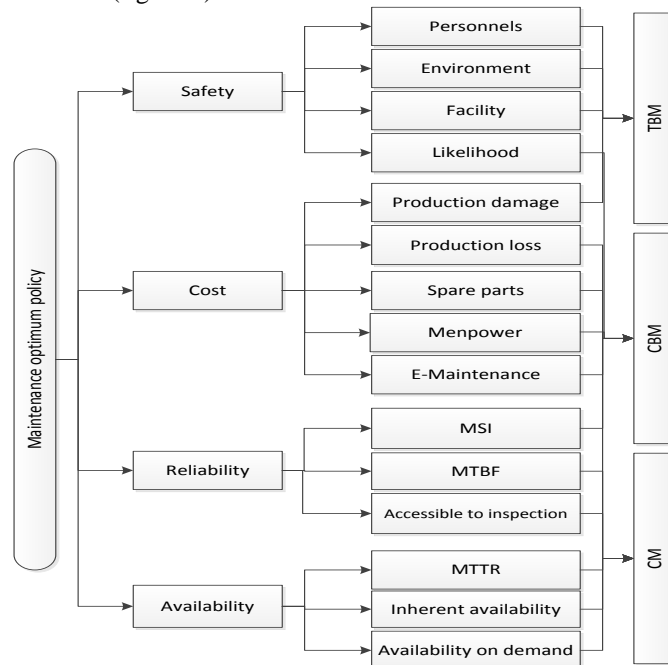 Personnels
Environment
Safety
Facility
TBM
Likelihood
Production damage
Production loss
Cost
Spare parts
Menpower
CBM
E-Maintenance
Maintenance optimum policy
MSI
Reliability
MTBF
Accessible to inspection
CM
MTTR
Availability
Inherent availability
Availability on demand